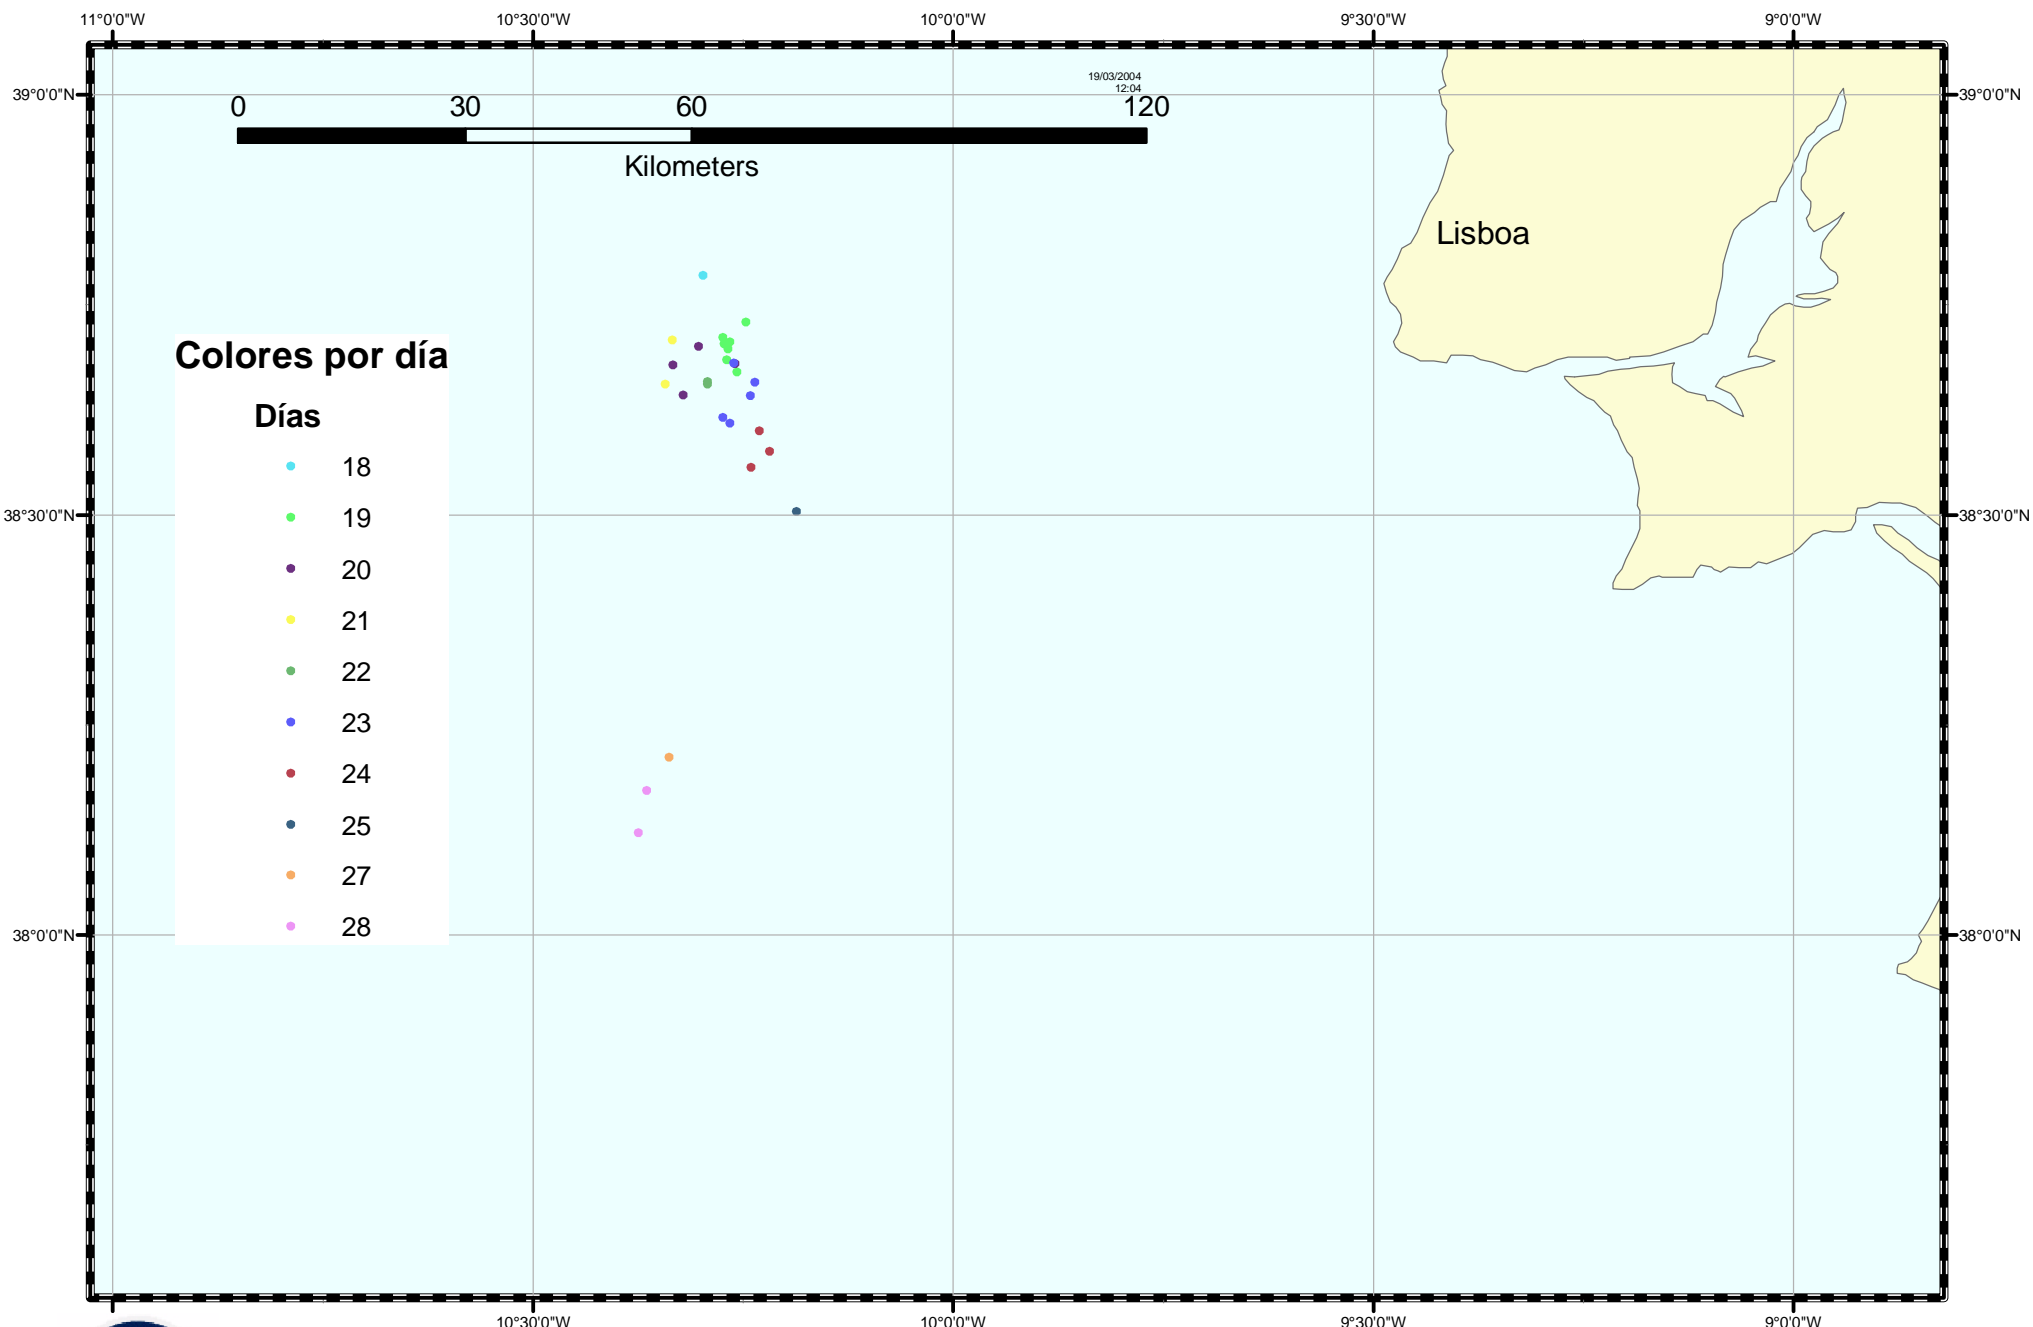 11°0'0"W 10°30'0"W 10°0'0"W 9°30'0"W 9°0'0"W
19/03/2004
12:04
39°0'0"N 39°0'0"N
0 30 60 120
Kilometers
Lisboa
Colores por día
Días
18
19
38°30'0"N 38°30'0"N
20
21
22
23
24
25
27
28
38°0'0"N 38°0'0"N
10°30'0"W 10°0'0"W 9°30'0"W 9°0'0"W